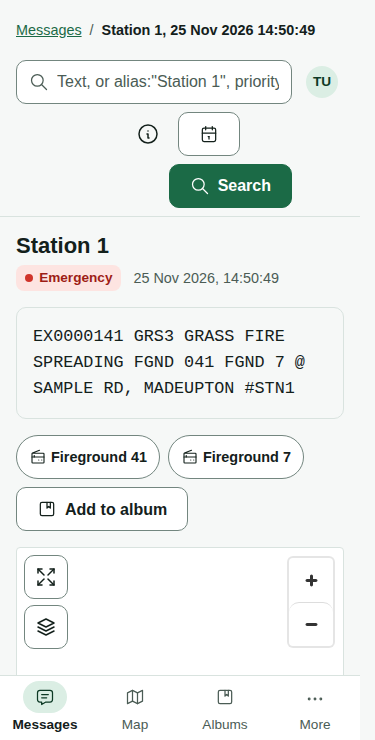 Messages / Station 1, 25 Nov 2026, 14:50:49
Text, or alias:"Station 1", priority
TU
Search
Station 1
Emergency 25 Nov 2026, 14:50:49
EX0000141 GRS3 GRASS FIRE
SPREADING FGND 041 FGND 7 @
SAMPLE RD, MADEUPTON #STN1
Fireground 41 Fireground 7
Add to album
+
−
Messages Map Albums More